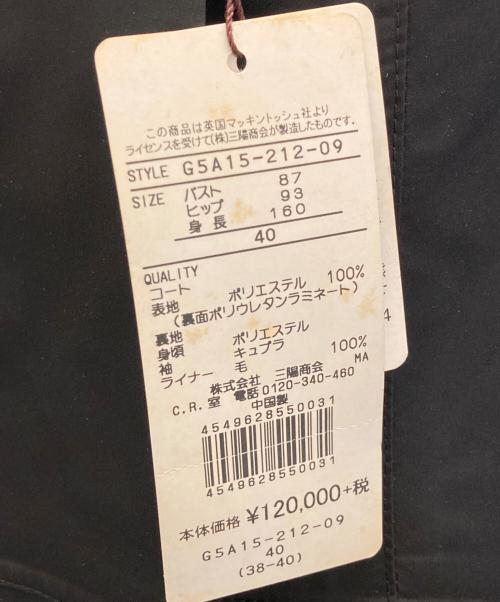 この商品は英国マッキントッシュ社より
ライセンスを受けて(株)三陽商会が製造したものです。
STYLE G5A15-212-09
SIZE バスト 87
ヒップ 93
身長 160
40
QUALITY
コート
表地 ポリエステル 100%
(裏面ポリウレタンラミネート)
裏地
身頃 ポリエステル
袖 キュプラ
ライナー 毛 100%
株式会社 三陽商会 MA
C.R.室 電話0120-340-460
中国製
4549628550031
4549628550031
本体価格 ¥120,000+税
G5A15-212-09
40
(38-40)
4